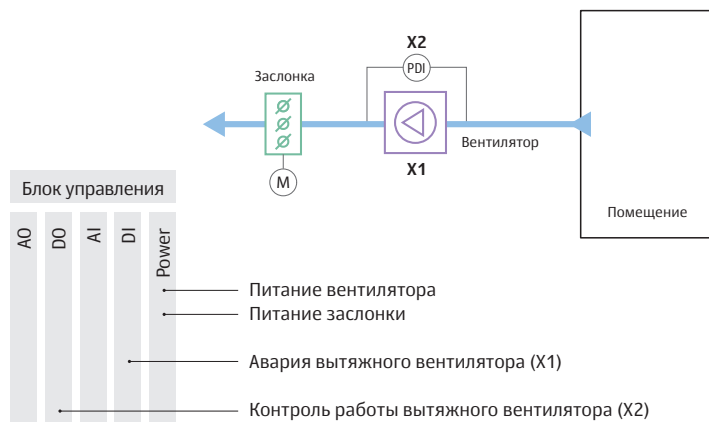 X2
PDI
Заслонка
Вентилятор
X1
M
Помещение
Блок управления
AO
DO
AI
DI
Power
Питание вентилятора
Питание заслонки
Авария вытяжного вентилятора (X1)
Контроль работы вытяжного вентилятора (X2)